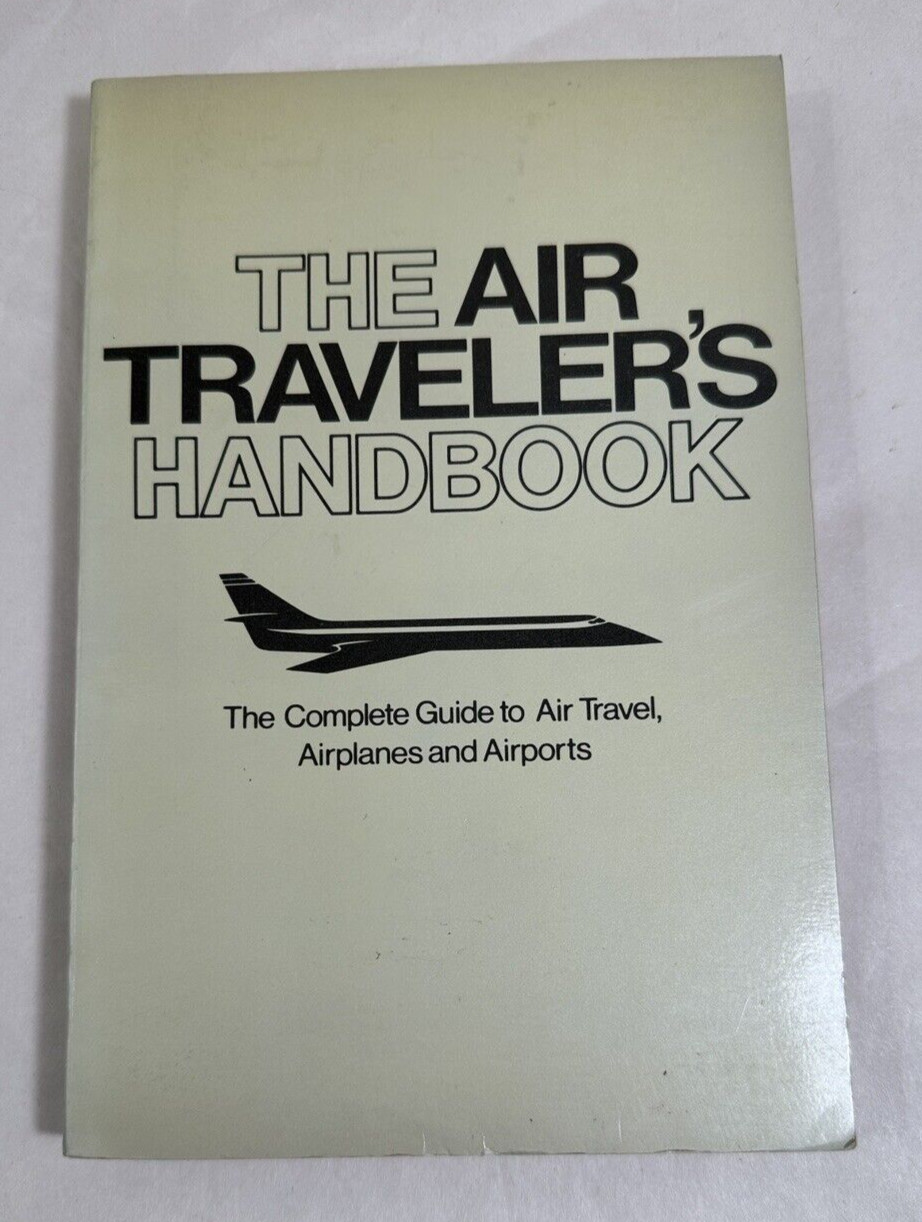 THE AIR
TRAVELER'S
HANDBOOK
The Complete Guide to Air Travel,
Airplanes and Airports